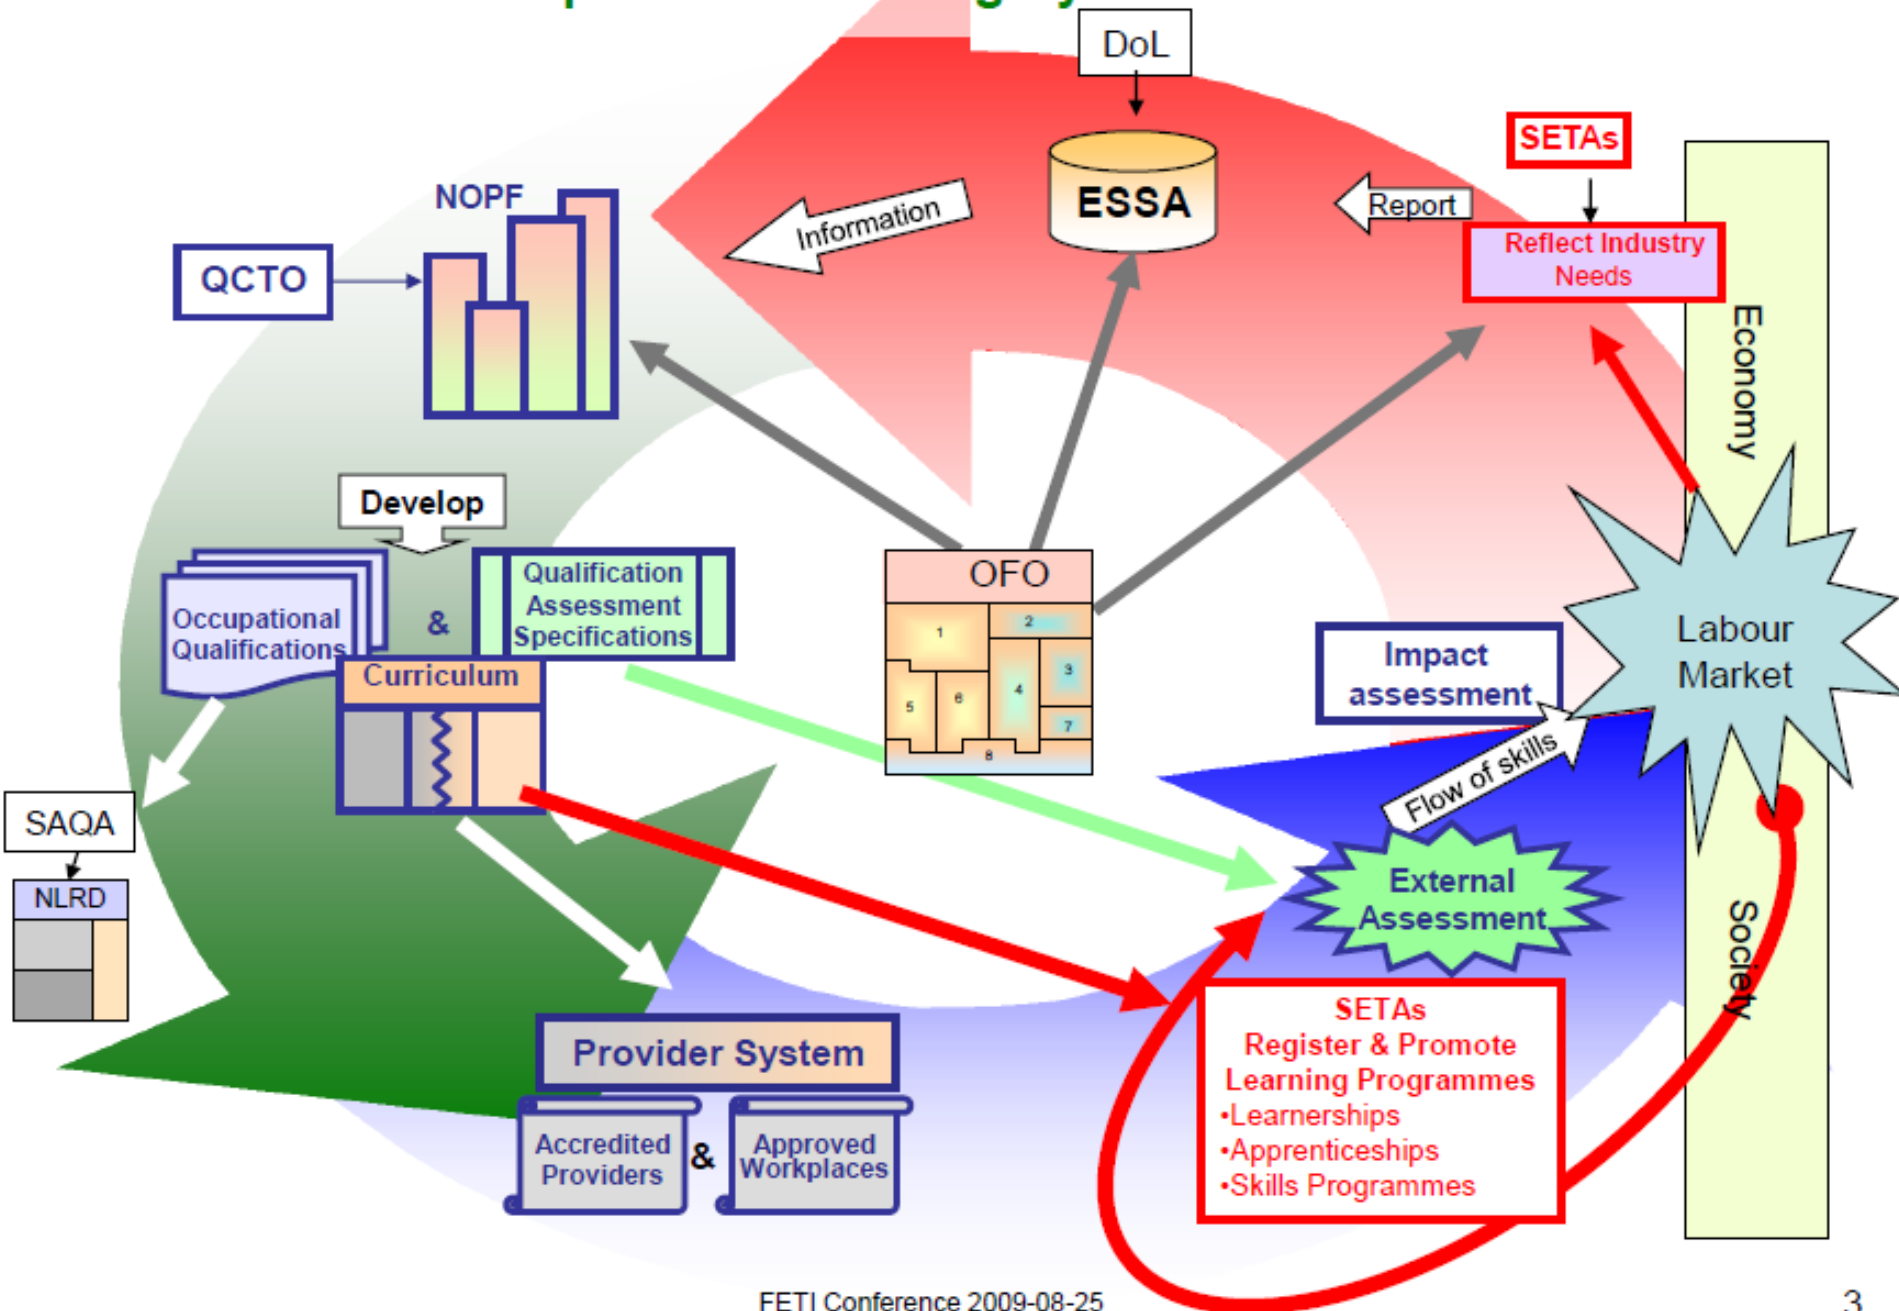 DoL
SETAs
ESSA
Report
NOPF
Information
Reflect Industry
Needs
QCTO
Economy
Develop
Qualification
Assessment
Specifications
OFO
Occupational
Qualifications
&
1
2
3
4
5
6
7
8
Curriculum
Labour
Market
Impact
assessment
Flow of skills
SAQA
NLRD
External
Assessment
Society
SETAs
Register & Promote
Learning Programmes
•Learnerships
•Apprenticeships
•Skills Programmes
Provider System
Accredited
Providers
&
Approved
Workplaces
FETI Conference 2009-08-25
3